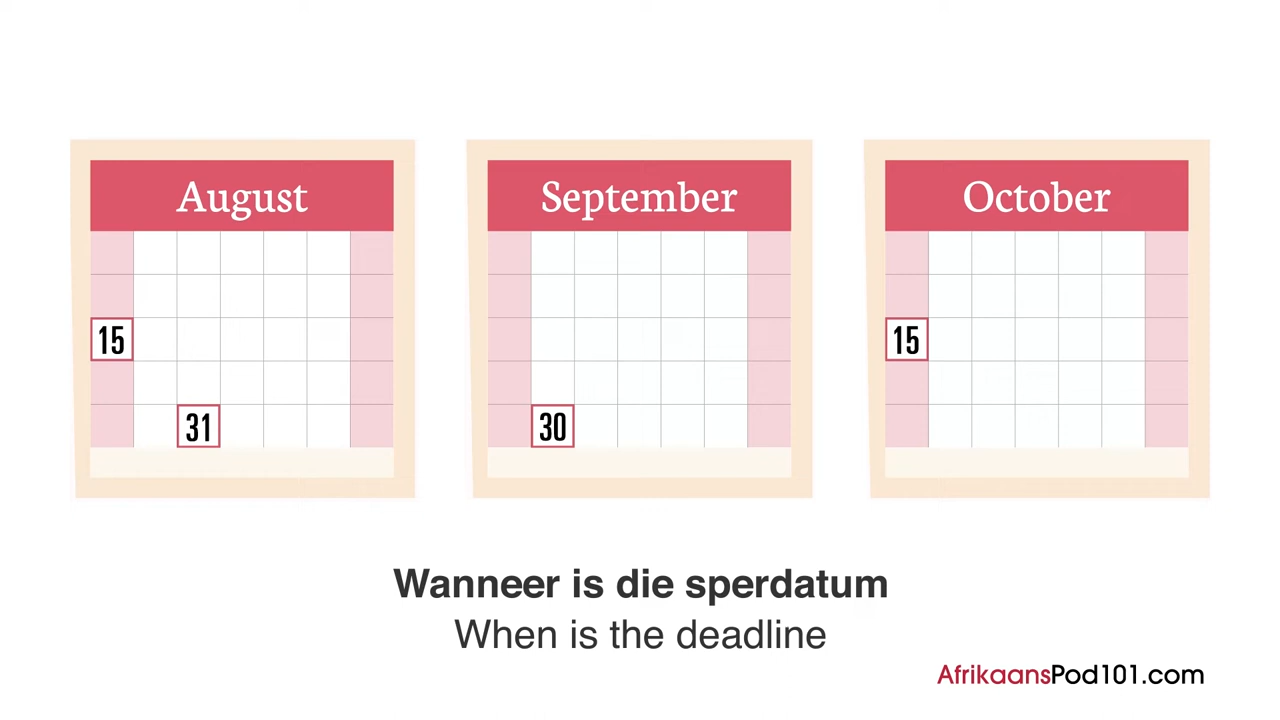 August
September
October
15
15
31
30
Wanneer is die sperdatum
When is the deadline
AfrikaansPod101.com